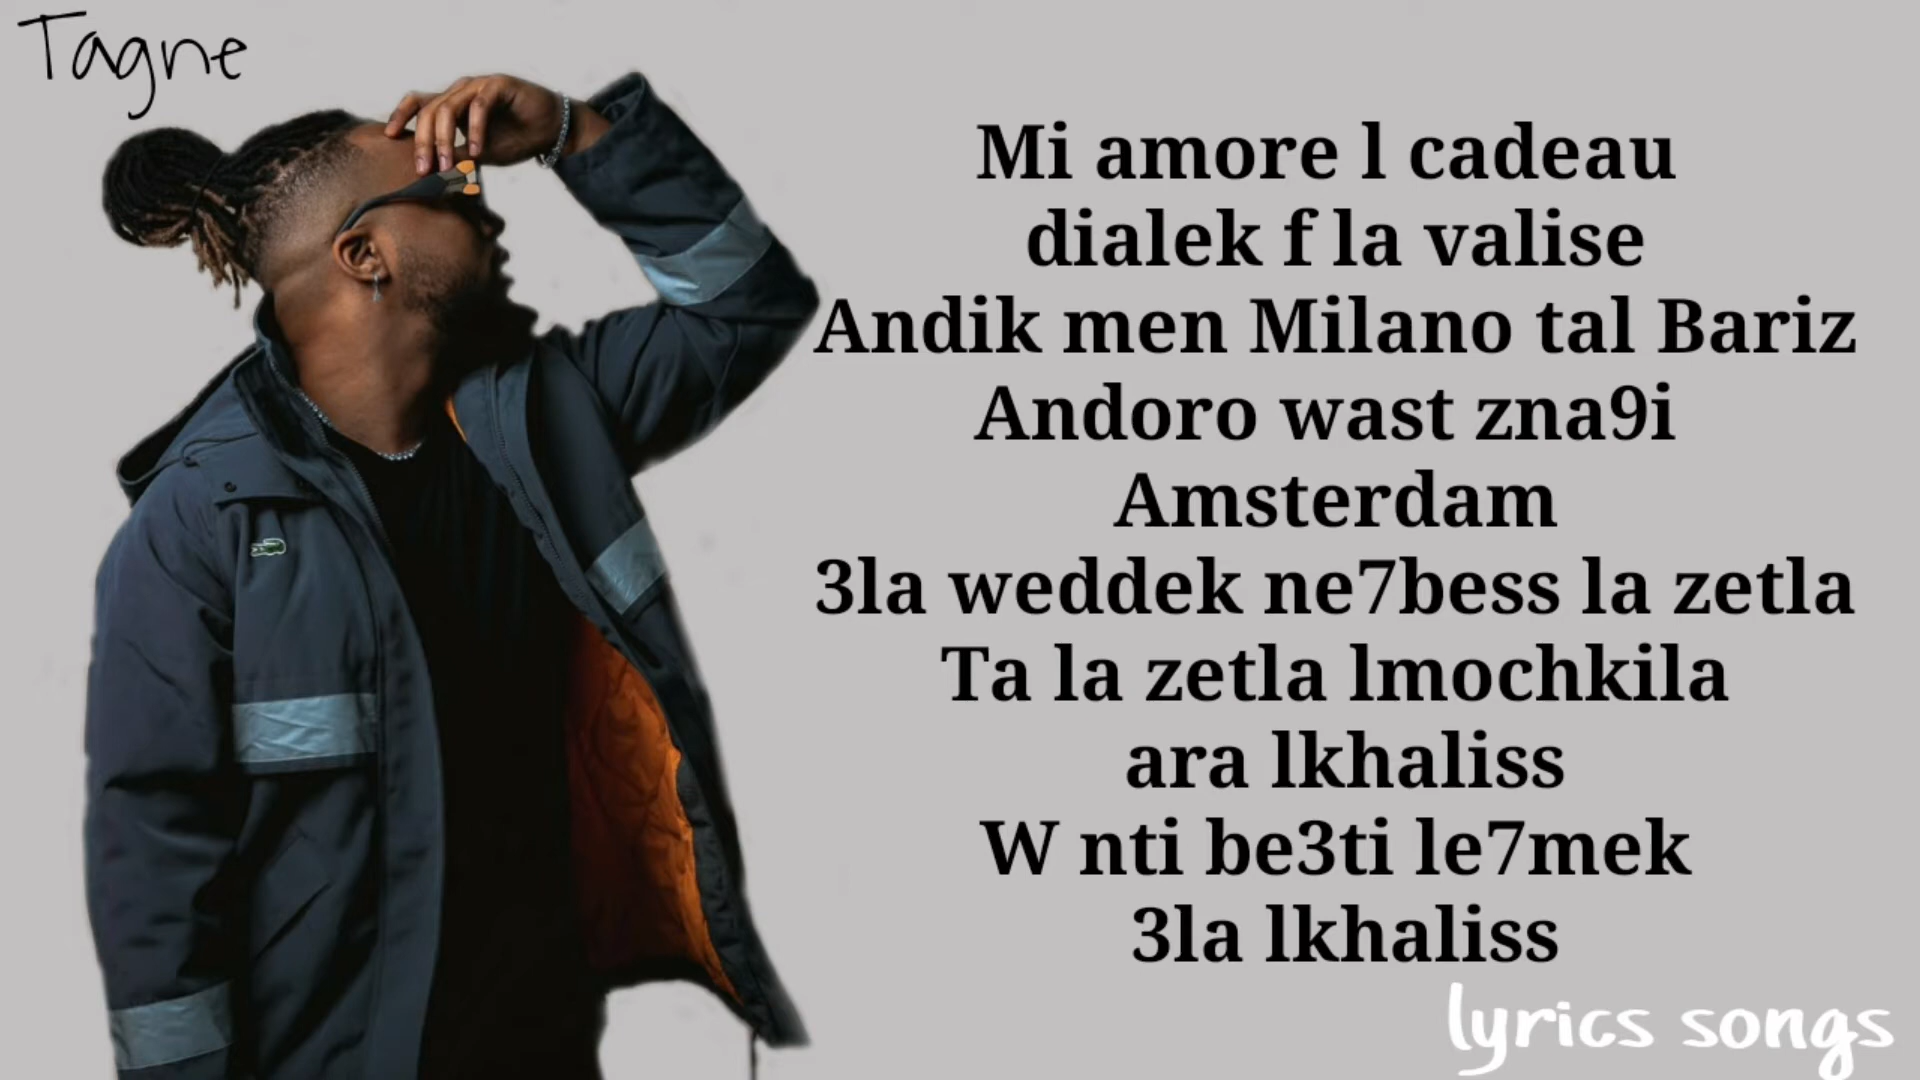 Tagne
Mi amore l cadeau
dialek f la valise
Andik men Milano tal Bariz
Andoro wast zna9i
Amsterdam
3la weddek ne7bess la zetla
Ta la zetla lmochkila
ara lkhaliss
W nti be3ti le7mek
3la lkhaliss
lyrics songs